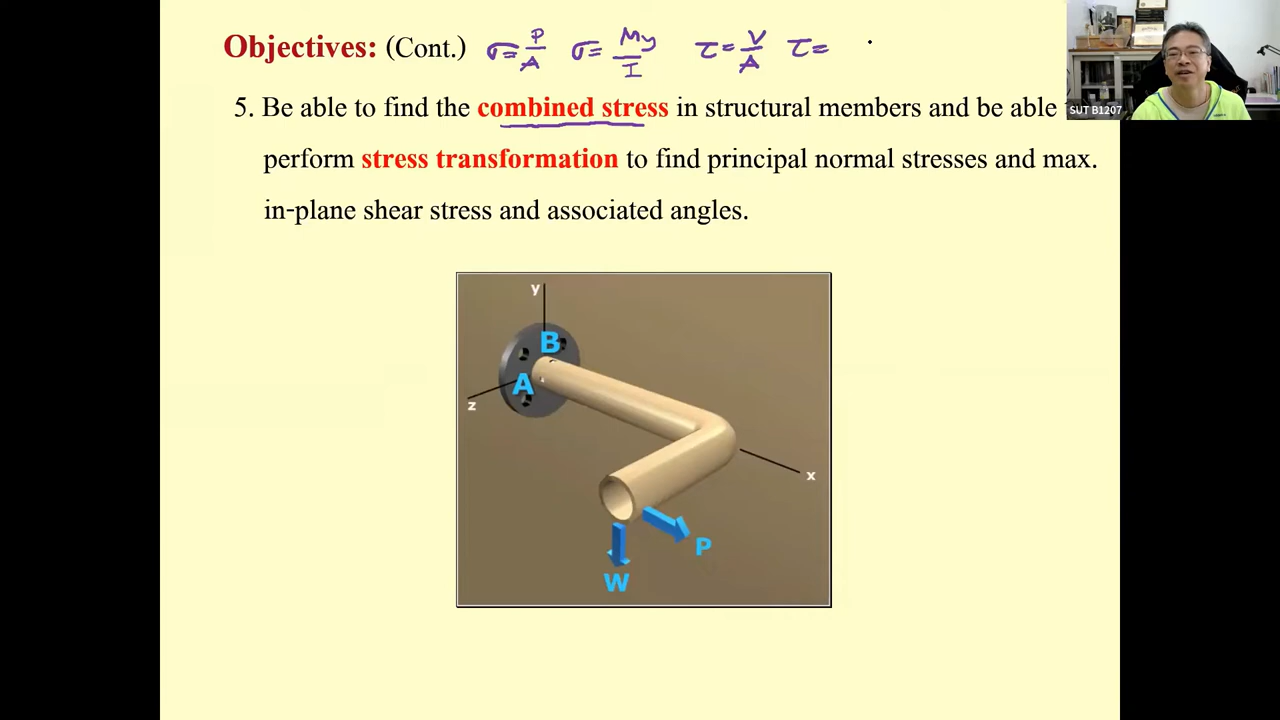 Objectives: (Cont.) σ=P/A σ=My/I τ=V/A τ=
5. Be able to find the combined stress in structural members and be able
SUT B1207
perform stress transformation to find principal normal stresses and max.
in-plane shear stress and associated angles.
y
B
A
z
x
P
W